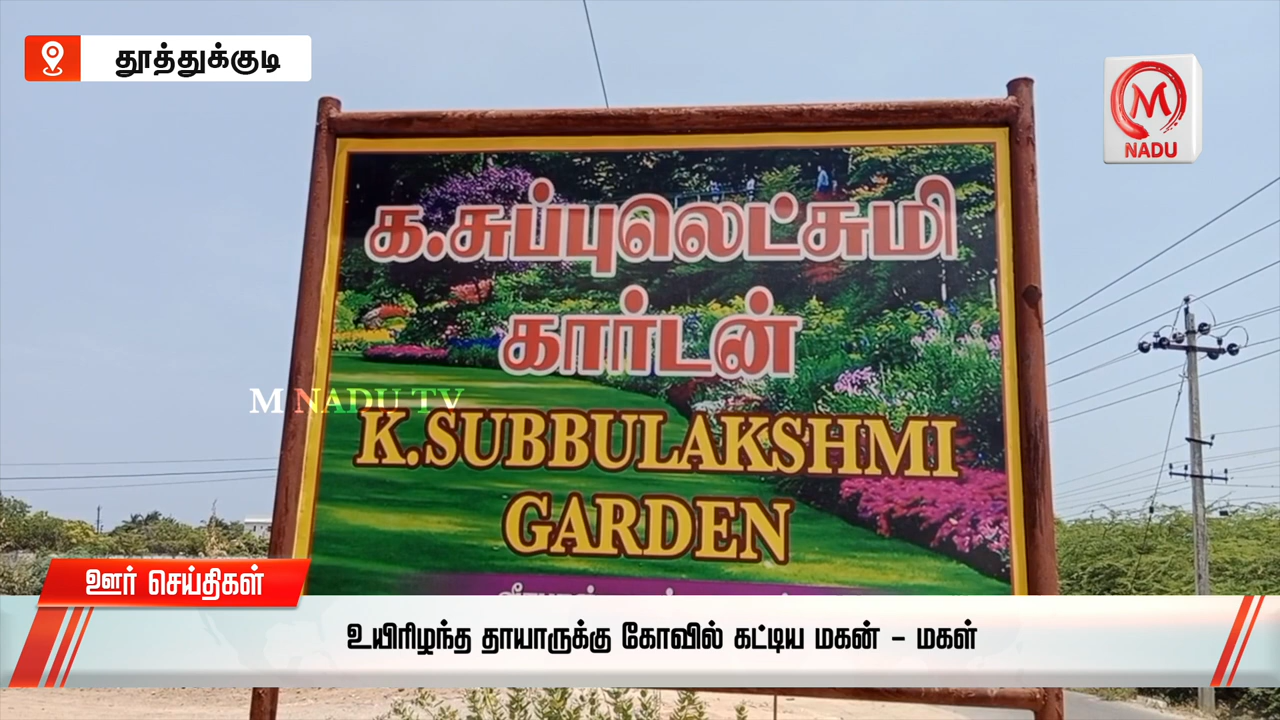 தூத்துக்குடி
M
NADU
க.சுப்புலெட்சுமி
கார்டன்
M NADU TV
K.SUBBULAKSHMI
GARDEN
ஊர் செய்திகள்
உயிரிழந்த தாயாருக்கு கோவில் கட்டிய மகன் - மகள்